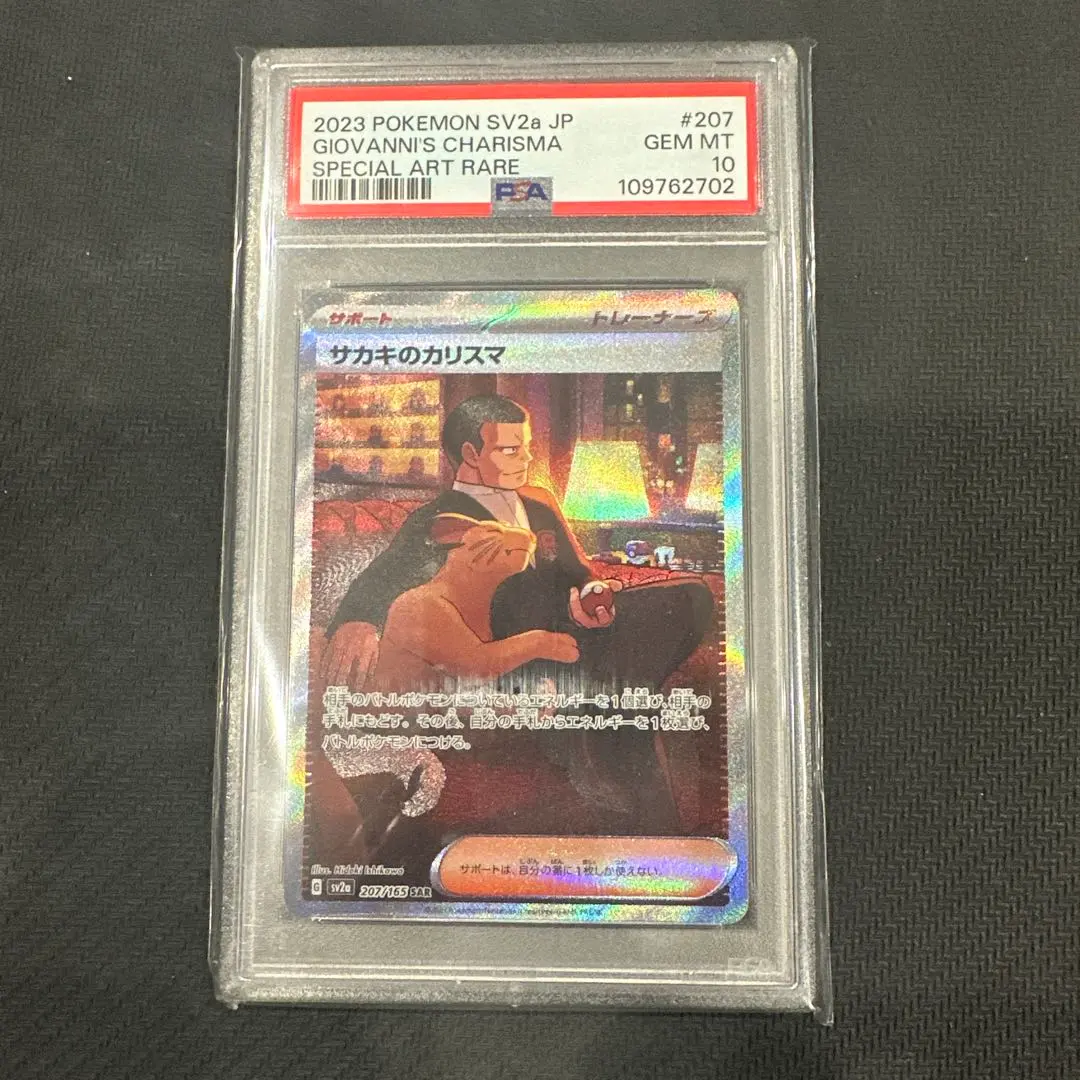 2023 POKEMON SV2a JP #207
GIOVANNI'S CHARISMA GEM MT
SPECIAL ART RARE 10
PSA 109762702
サポート トレーナーズ
サカキのカリスマ
相手のバトルポケモンについているエネルギーを1個選び、相手の
手札にもどす。その後、自分の手札からエネルギーを1枚選び、
バトルポケモンにつける。
サポートは、自分の番に1枚しか使えない。
Illus. Hideki Ishikawa
G sv2a 207/165 SAR